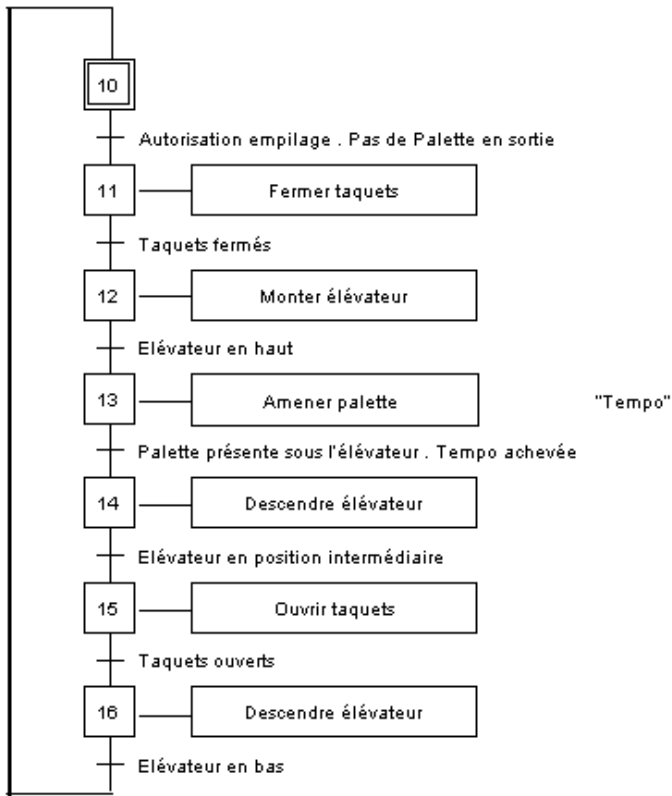 10
Autorisation empilage . Pas de Palette en sortie
11 Fermer taquets
Taquets fermés
12 Monter élévateur
Elévateur en haut
13 Amener palette "Tempo"
Palette présente sous l'élévateur . Tempo achevée
14 Descendre élévateur
Elévateur en position intermédiaire
15 Ouvrir taquets
Taquets ouverts
16 Descendre élévateur
Elévateur en bas